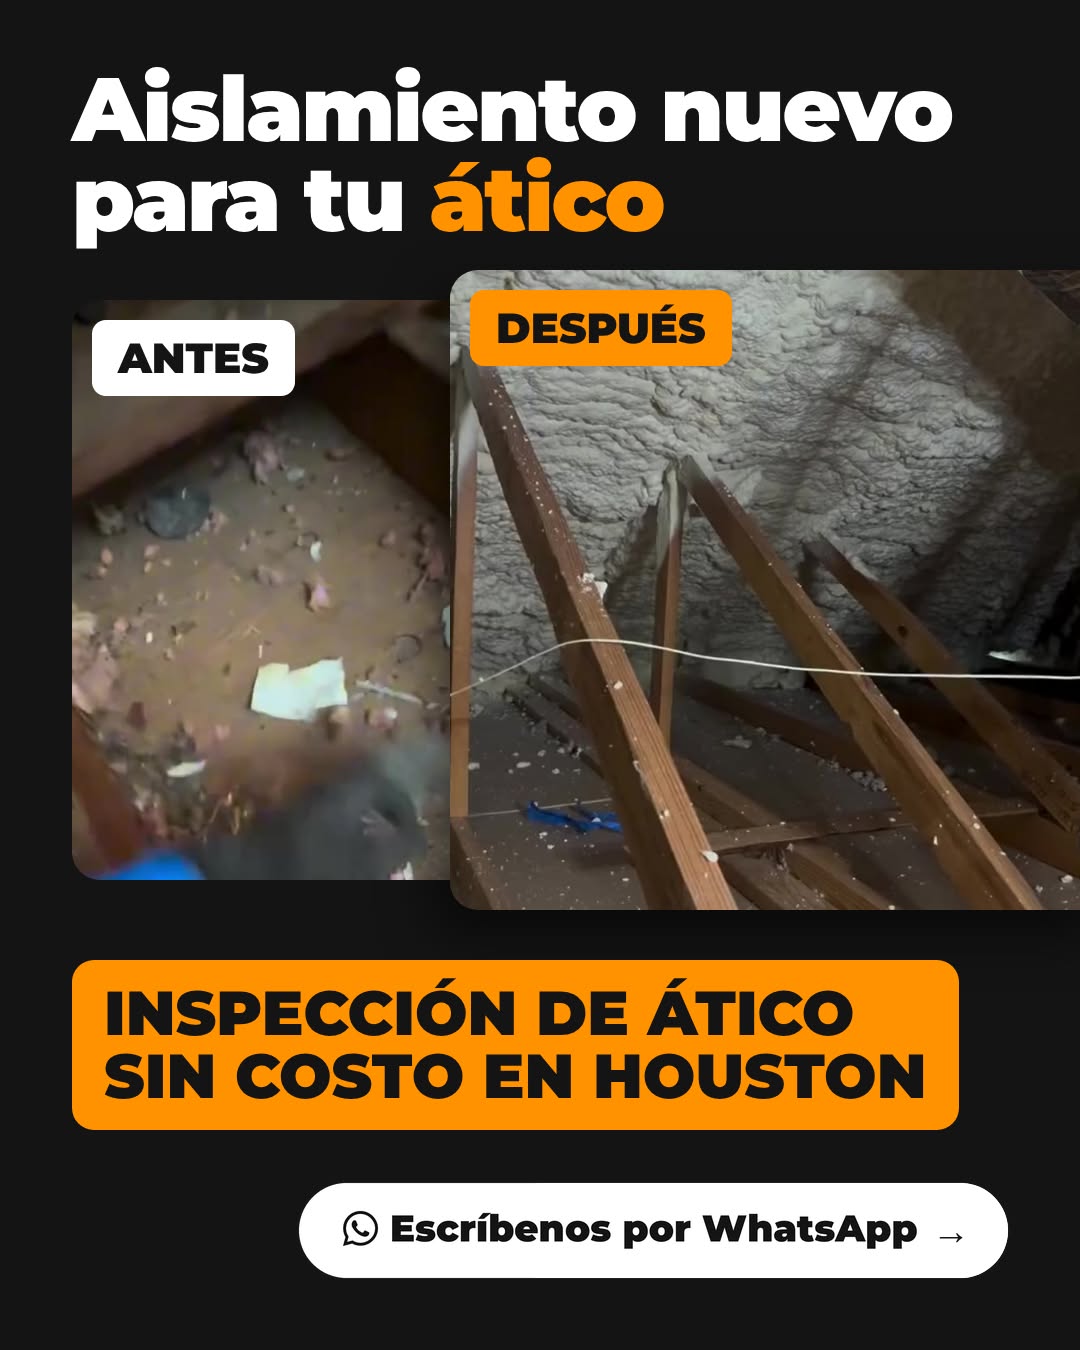 Aislamiento nuevo
para tu ático
ANTES
DESPUÉS
INSPECCIÓN DE ÁTICO
SIN COSTO EN HOUSTON
Escríbenos por WhatsApp →